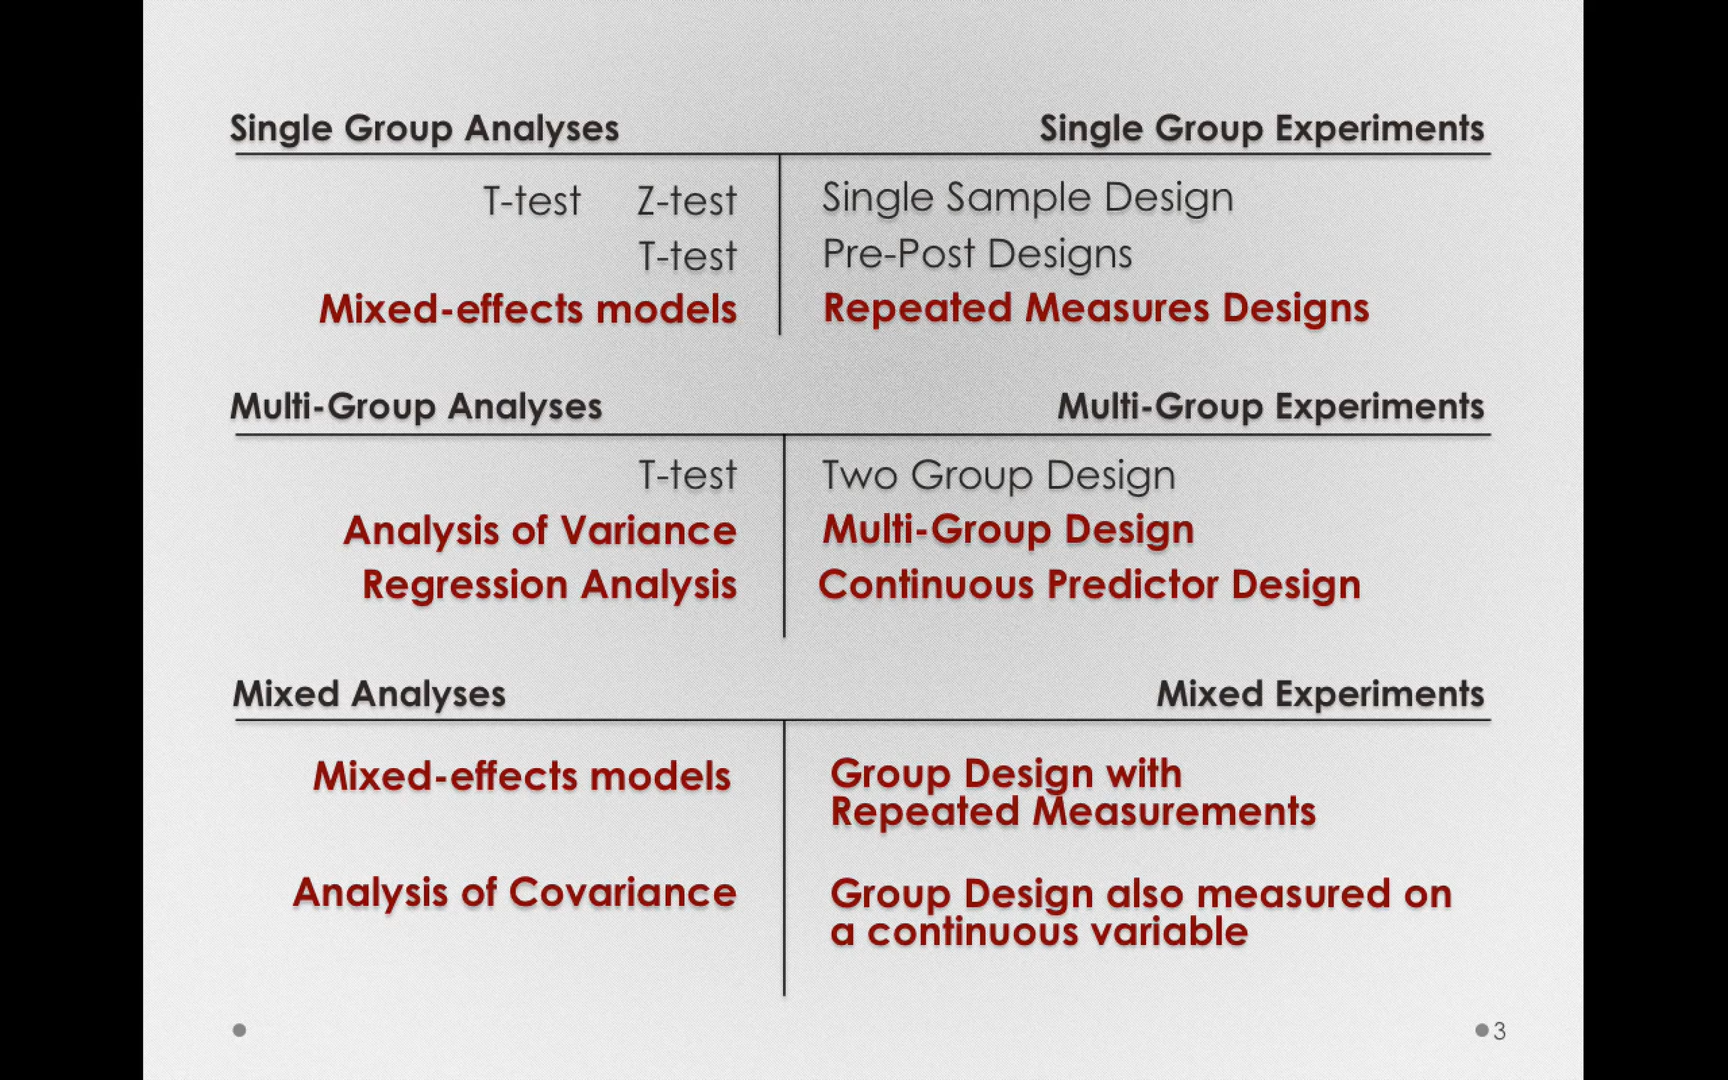 Single Group Analyses Single Group Experiments
T-test Z-test Single Sample Design
T-test Pre-Post Designs
Mixed-effects models Repeated Measures Designs
Multi-Group Analyses Multi-Group Experiments
T-test Two Group Design
Analysis of Variance Multi-Group Design
Regression Analysis Continuous Predictor Design
Mixed Analyses Mixed Experiments
Mixed-effects models Group Design with
Repeated Measurements
Analysis of Covariance Group Design also measured on
a continuous variable
3